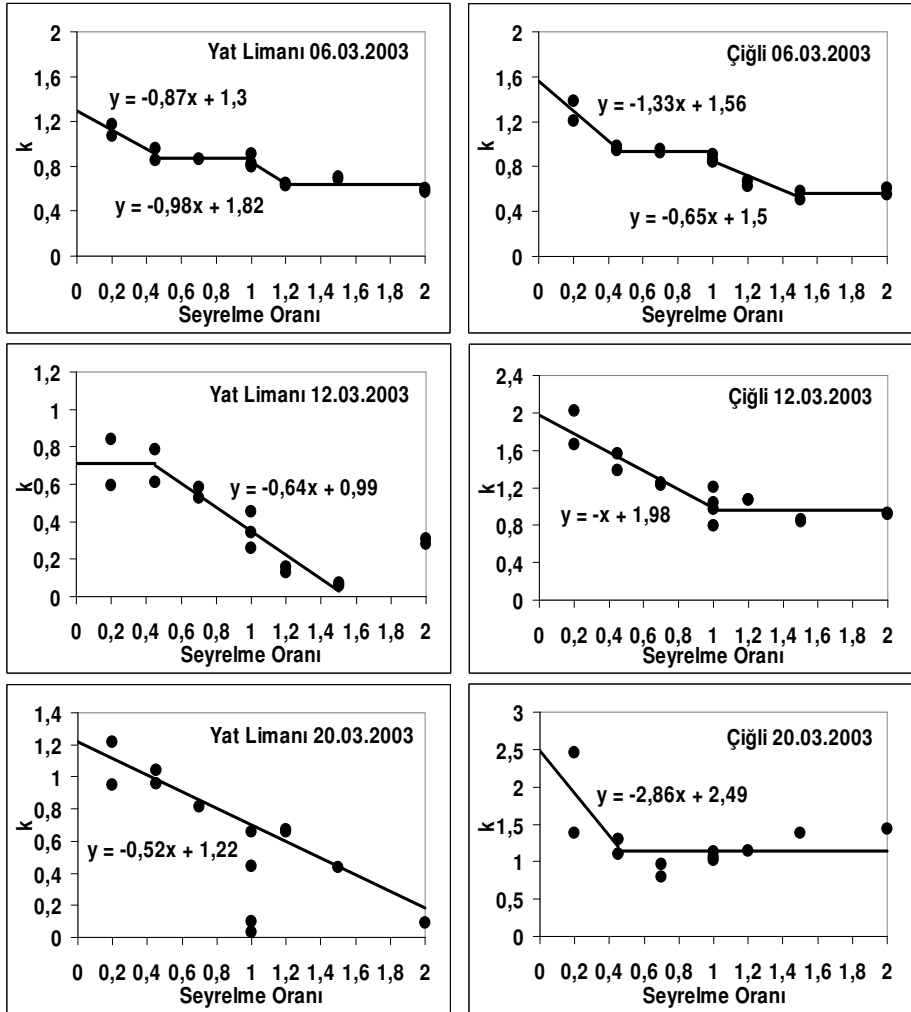 Yat Limanı 06.03.2003
2
1,6
1,2
0,8
0,4
0
k
y = -0,87x + 1,3
y = -0,98x + 1,82
0 0,2 0,4 0,6 0,8 1 1,2 1,4 1,6 1,8 2
Seyrelme Oranı
Çiğli 06.03.2003
2
1,6
1,2
0,8
0,4
0
k
y = -1,33x + 1,56
y = -0,65x + 1,5
0 0,2 0,4 0,6 0,8 1 1,2 1,4 1,6 1,8 2
Seyrelme Oranı
Yat Limanı 12.03.2003
1,2
1
0,8
0,6
0,4
0,2
0
k
y = -0,64x + 0,99
0 0,2 0,4 0,6 0,8 1 1,2 1,4 1,6 1,8 2
Seyrelme Oranı
Çiğli 12.03.2003
2,4
2
1,6
1,2
0,8
0,4
0
k
y = -x + 1,98
0 0,2 0,4 0,6 0,8 1 1,2 1,4 1,6 1,8 2
Seyrelme Oranı
Yat Limanı 20.03.2003
1,4
1,2
1
0,8
0,6
0,4
0,2
0
k
y = -0,52x + 1,22
0 0,2 0,4 0,6 0,8 1 1,2 1,4 1,6 1,8 2
Seyrelme Oranı
Çiğli 20.03.2003
3
2,5
2
1,5
1
0,5
0
k
y = -2,86x + 2,49
0 0,2 0,4 0,6 0,8 1 1,2 1,4 1,6 1,8 2
Seyrelme Oranı